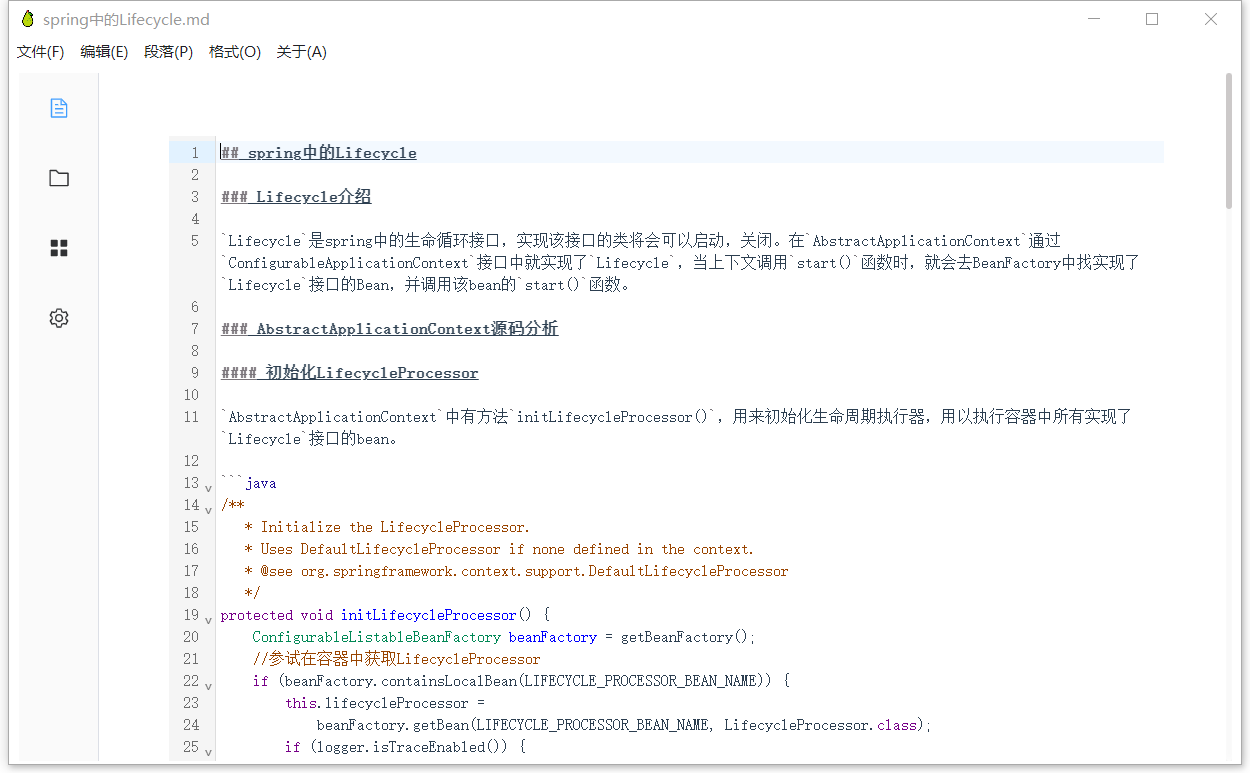 spring中的Lifecycle.md
文件(F) 编辑(E) 段落(P) 格式(O) 关于(A)
1 ## spring中的Lifecycle
2
3 ### Lifecycle介绍
4
5 `Lifecycle`是spring中的生命循环接口，实现该接口的类将会可以启动，关闭。在`AbstractApplicationContext`通过
`ConfigurableApplicationContext`接口中就实现了`Lifecycle`，当上下文调用`start()`函数时，就会去BeanFactory中找实现了
`Lifecycle`接口的Bean，并调用该bean的`start()`函数。
6
7 ### AbstractApplicationContext源码分析
8
9 #### 初始化LifecycleProcessor
10
11 `AbstractApplicationContext`中有方法`initLifecycleProcessor()`，用来初始化生命周期执行器，用以执行容器中所有实现了
`Lifecycle`接口的bean。
12
13 ```java
14 /**
15 * Initialize the LifecycleProcessor.
16 * Uses DefaultLifecycleProcessor if none defined in the context.
17 * @see org.springframework.context.support.DefaultLifecycleProcessor
18 */
19 protected void initLifecycleProcessor() {
20 ConfigurableListableBeanFactory beanFactory = getBeanFactory();
21 //参试在容器中获取LifecycleProcessor
22 if (beanFactory.containsLocalBean(LIFECYCLE_PROCESSOR_BEAN_NAME)) {
23 this.lifecycleProcessor =
24 beanFactory.getBean(LIFECYCLE_PROCESSOR_BEAN_NAME, LifecycleProcessor.class);
25 if (logger.isTraceEnabled()) {